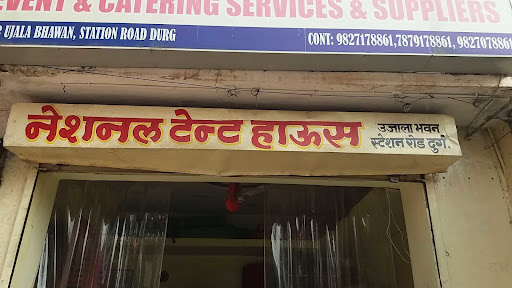 EVENT & CATERING SERVICES & SUPPLIERS
UJALA BHAWAN, STATION ROAD DURG
CONT: 9827178861,7879178861, 9827078861
नेशनल टेन्ट हाऊस
उजाला भवन
स्टेशन रोड दुर्ग